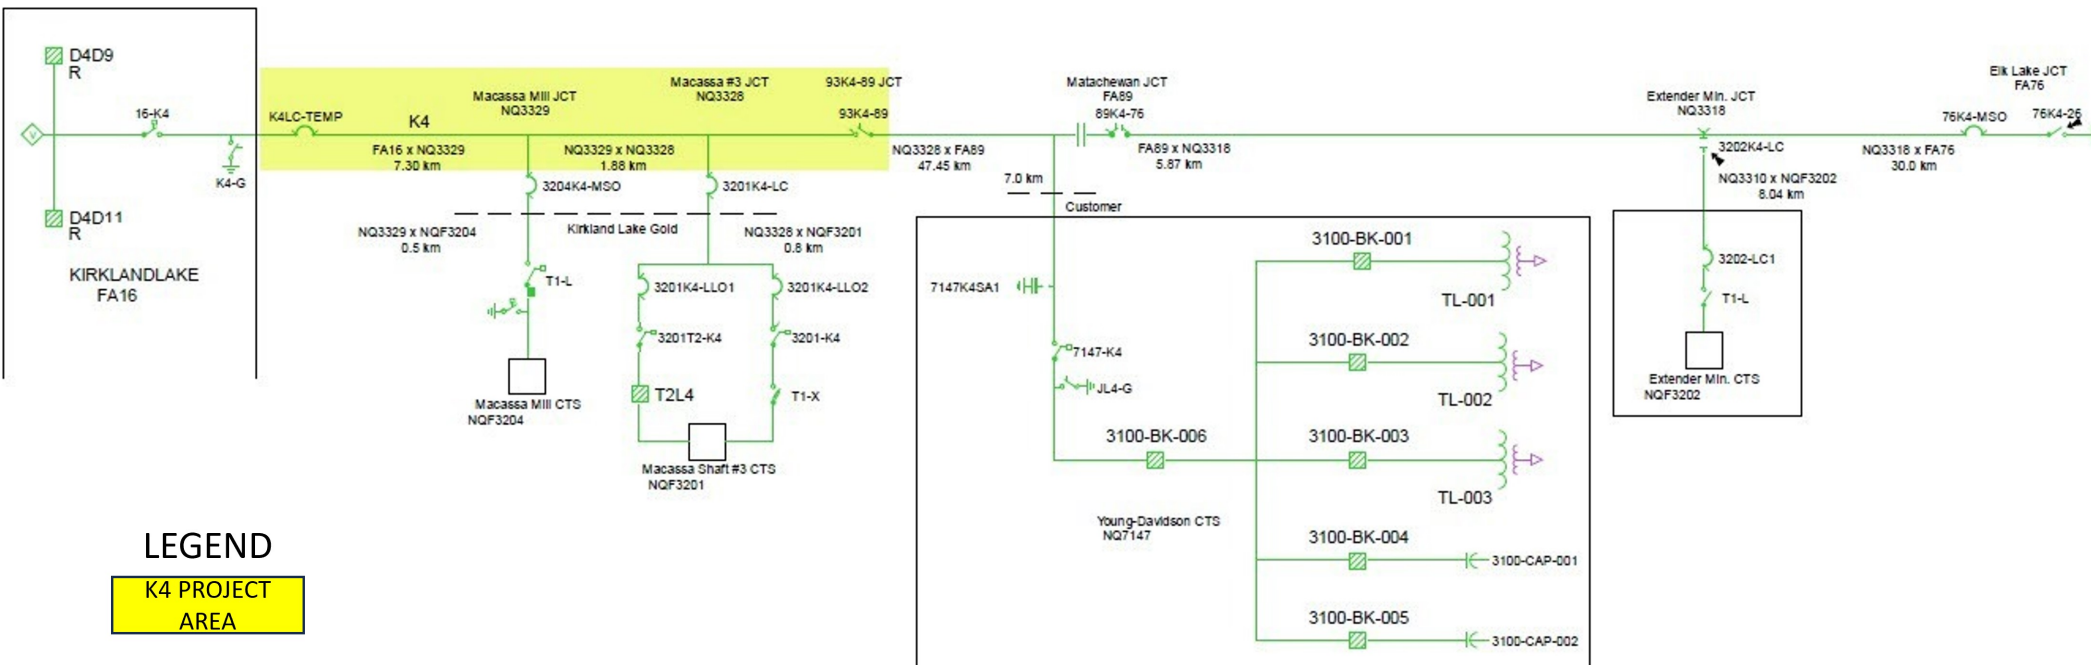 D4D9
R
16-K4
V
K4-G
D4D11
R
KIRKLANDLAKE
FA16
K4LC-TEMP
K4
Macassa Mill JCT
NQ3329
Macassa #3 JCT
NQ3328
93K4-89 JCT
93K4-89
FA16 x NQ3329
7.30 km
NQ3329 x NQ3328
1.88 km
NQ3328 x FA89
47.45 km
Matachewan JCT
FA89
89K4-76
FA89 x NQ3318
5.87 km
Extender Min. JCT
NQ3318
3202K4-LC
NQ3310 x NQF3202
8.04 km
76K4-MSO
NQ3318 x FA76
30.0 km
Elk Lake JCT
FA76
76K4-26
3204K4-MSO
3201K4-LC
Kirkland Lake Gold
NQ3329 x NQF3204
0.5 km
NQ3328 x NQF3201
0.8 km
T1-L
Macassa Mill CTS
NQF3204
3201K4-LLO1
3201K4-LLO2
3201T2-K4
3201-K4
T2L4
T1-X
Macassa Shaft #3 CTS
NQF3201
7.0 km
Customer
7147K4SA1
7147-K4
JL4-G
3100-BK-006
Young-Davidson CTS
NQ7147
3100-BK-001
TL-001
3100-BK-002
TL-002
3100-BK-003
TL-003
3100-BK-004
3100-CAP-001
3100-BK-005
3100-CAP-002
3202-LC1
T1-L
Extender Min. CTS
NQF3202
LEGEND
K4 PROJECT
AREA